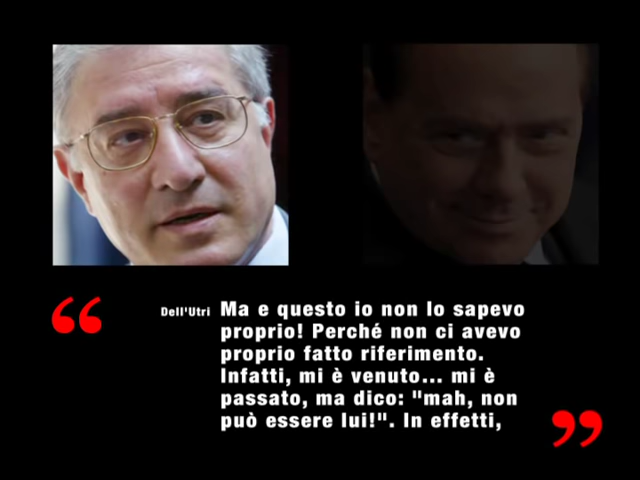 Dell'Utri Ma e questo io non lo sapevo
proprio! Perché non ci avevo
proprio fatto riferimento.
Infatti, mi è venuto... mi è
passato, ma dico: "mah, non
può essere lui!". In effetti,